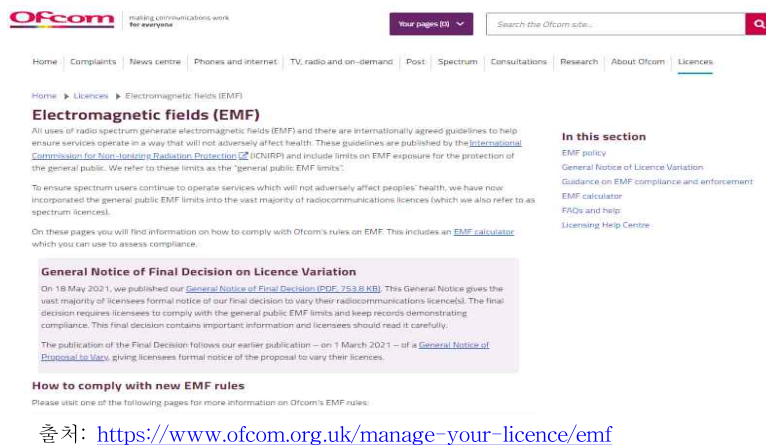 Ofcom
making communications work
for everyone
Your pages (0)
Search the Ofcom site...
Home
Complaints
News centre
Phones and internet
TV, radio and on-demand
Post
Spectrum
Consultations
Research
About Ofcom
Licences
Home ▶ Licences ▶ Electromagnetic fields (EMF)
Electromagnetic fields (EMF)
All uses of radio spectrum generate electromagnetic fields (EMF) and there are internationally agreed guidelines to help
ensure services operate in a way that will not adversely affect health. These guidelines are published by the International
Commission for Non-Ionizing Radiation Protection (ICNIRP) and include limits on EMF exposure for the protection of
the general public. We refer to these limits as the "general public EMF limits".
To ensure spectrum users continue to operate services which will not adversely affect peoples' health, we have now
incorporated the general public EMF limits into the vast majority of radiocommunications licences (which we also refer to as
spectrum licences).
On these pages you will find information on how to comply with Ofcom's rules on EMF. This includes an EMF calculator
which you can use to assess compliance.
General Notice of Final Decision on Licence Variation
On 18 May 2021, we published our General Notice of Final Decision (PDF, 753.8 KB). This General Notice gives the
vast majority of licensees formal notice of our final decision to vary their radiocommunications licence(s). The final
decision requires licensees to comply with the general public EMF limits and keep records demonstrating
compliance. This final decision contains important information and licensees should read it carefully.
The publication of the Final Decision follows our earlier publication – on 1 March 2021 – of a General Notice of
Proposal to Vary, giving licensees formal notice of the proposal to vary their licences.
How to comply with new EMF rules
Please visit one of the following pages for more information on Ofcom's EMF rules:
In this section
EMF policy
General Notice of Licence Variation
Guidance on EMF compliance and enforcement
EMF calculator
FAQs and help
Licensing Help Centre
출처: https://www.ofcom.org.uk/manage-your-licence/emf